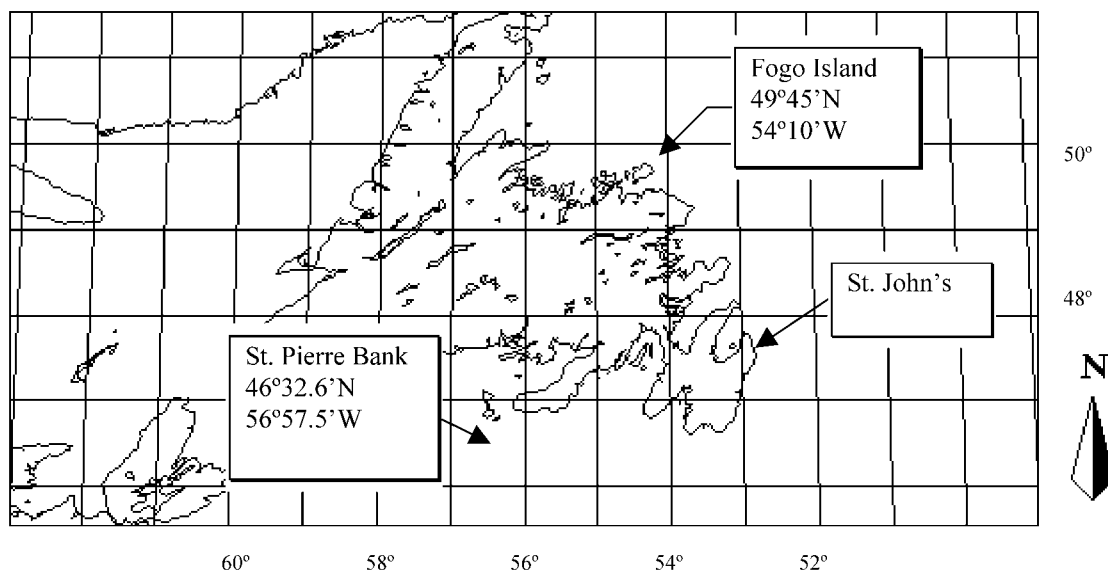 Fogo Island
49º45’N
54º10’W
50º
St. John’s
48º
St. Pierre Bank
46º32.6’N
56º57.5’W
N
60º
58º
56º
54º
52º